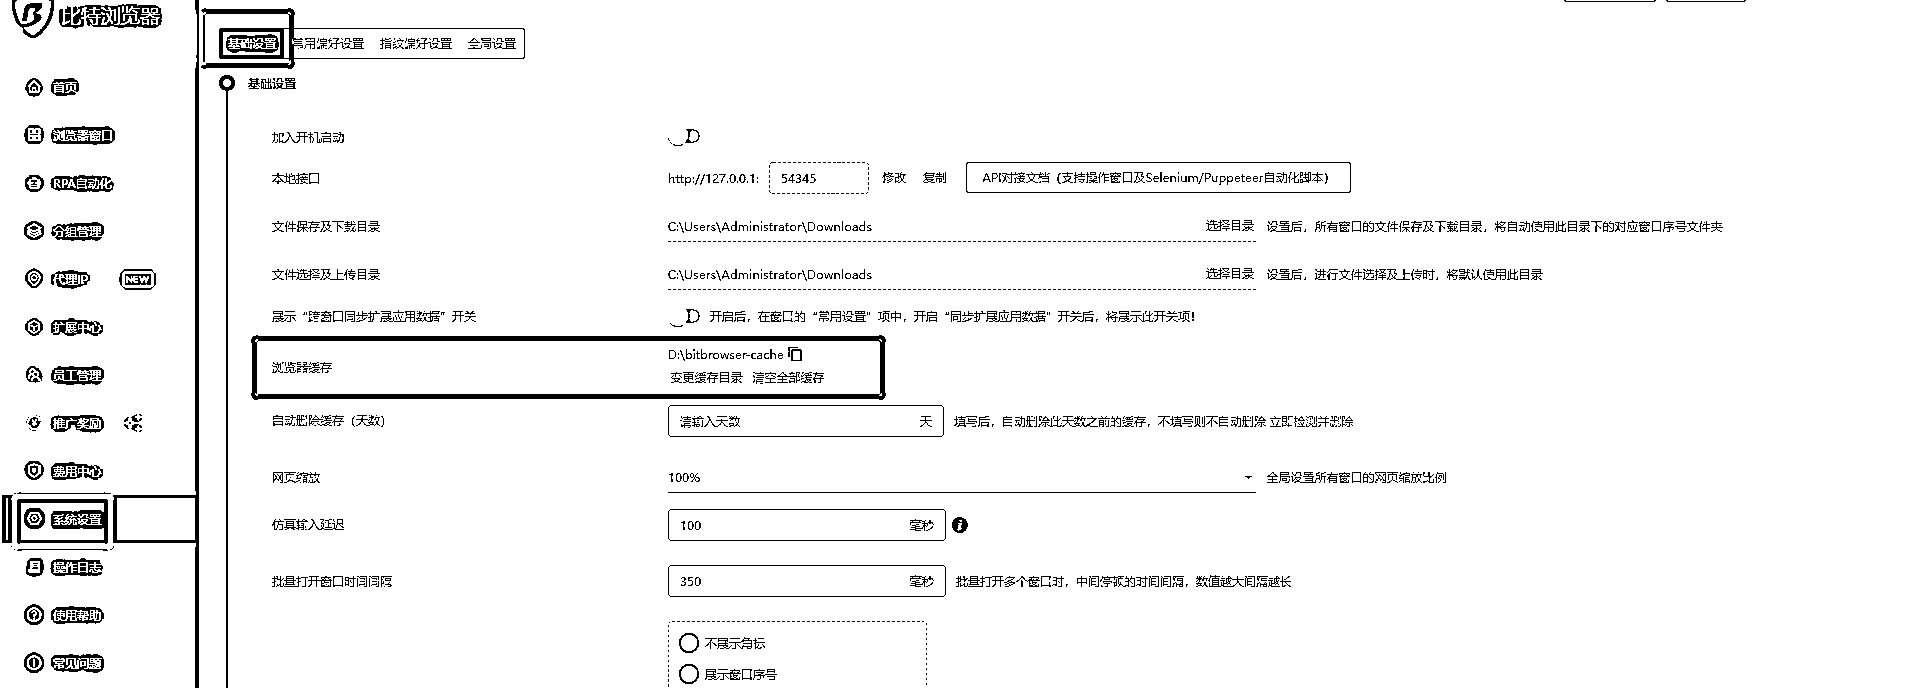 比特浏览器
首页
浏览器窗口
RPA自动化
分组管理
代理IP NEW
扩展中心
员工管理
推广奖励
费用中心
系统设置
操作日志
使用帮助
常见问题
基础设置 常用偏好设置 指纹偏好设置 全局设置
基础设置
加入开机启动
本地接口 http://127.0.0.1: 54345 修改 复制 API对接文档（支持操作窗口及Selenium/Puppeteer自动化脚本）
文件保存及下载目录 C:\Users\Administrator\Downloads 选择目录 设置后，所有窗口的文件保存及下载目录，将自动使用此目录下的对应窗口序号文件夹
文件选择及上传目录 C:\Users\Administrator\Downloads 选择目录 设置后，进行文件选择及上传时，将默认使用此目录
展示“跨窗口同步扩展应用数据”开关 开启后，在窗口的“常用设置”项中，开启“同步扩展应用数据”开关后，将展示此开关项！
浏览器缓存 D:\bitbrowser-cache
变更缓存目录 清空全部缓存
自动删除缓存（天数） 请输入天数 天 填写后，自动删除此天数之前的缓存，不填写则不自动删除 立即检测并删除
网页缩放 100% 全局设置所有窗口的网页缩放比例
仿真输入延迟 100 毫秒
批量打开窗口时间间隔 350 毫秒 批量打开多个窗口时，中间停顿的时间间隔，数值越大间隔越长
不展示角标
展示窗口序号